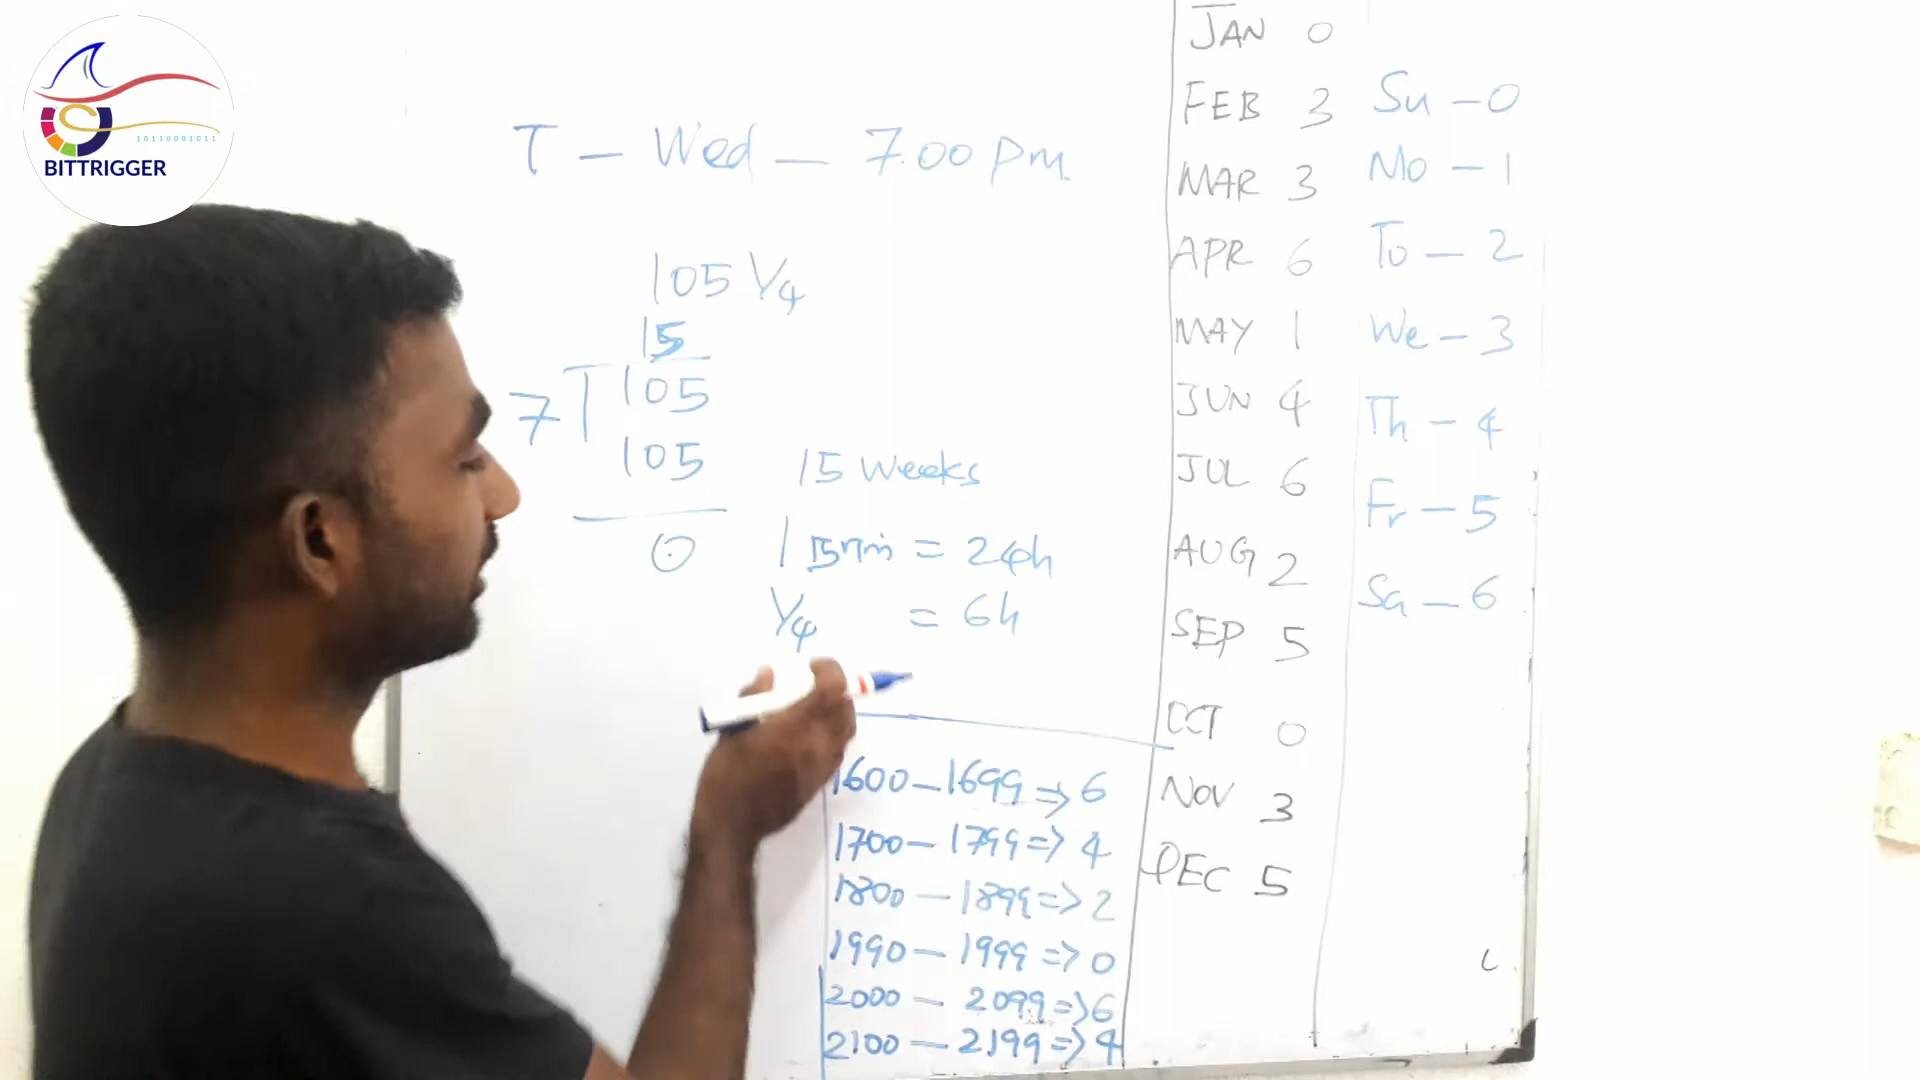 10110001011
BITTRIGGER
T - Wed - 7.00 pm
105 1/4
15
7 105
105
0
15 weeks
= 24h
1/4 = 6h
1600 - 1699 => 6
1700 - 1799 => 4
1800 - 1899 => 2
1990 - 1999 => 0
2000 - 2099 => 6
2100 - 2199 => 4
JAN 0
FEB 3
MAR 3
APR 6
MAY 1
JUN 4
JUL 6
AUG 2
SEP 5
OCT 0
NOV 3
DEC 5
Su - 0
Mo - 1
Tu - 2
We - 3
Th - 4
Fr - 5
Sa - 6